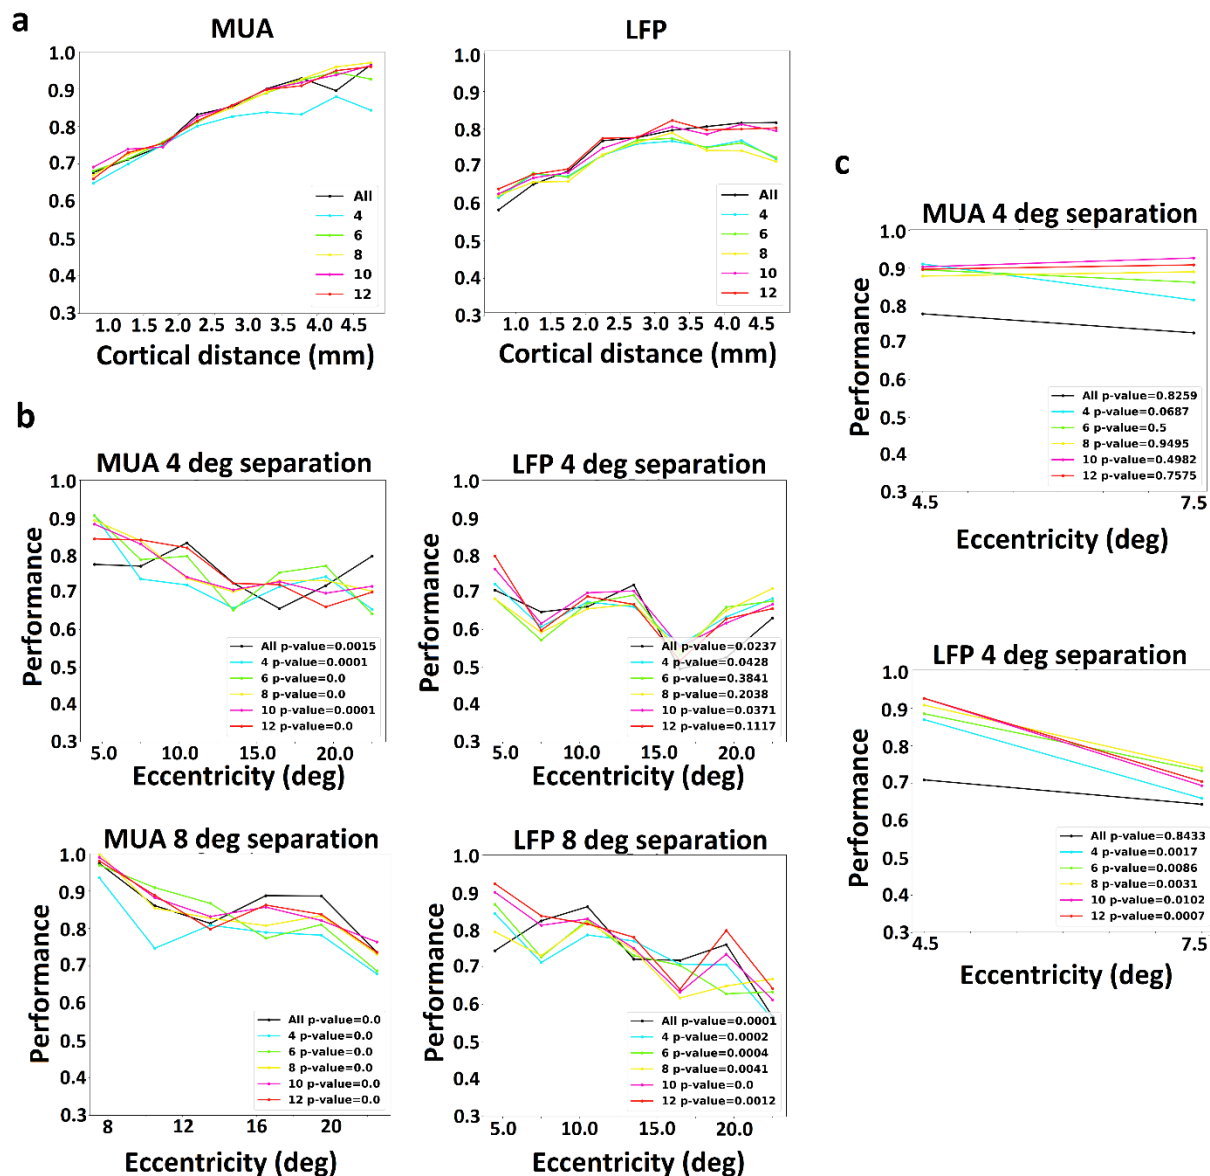 a
MUA
LFP
1.0
0.9
0.8
0.7
0.6
0.5
0.4
0.3
All
4
6
8
10
12
1.0 1.5 2.0 2.5 3.0 3.5 4.0 4.5
Cortical distance (mm)
1.0
0.9
0.8
0.7
0.6
0.5
0.4
0.3
All
4
6
8
10
12
1.0 1.5 2.0 2.5 3.0 3.5 4.0 4.5
Cortical distance (mm)
b
MUA 4 deg separation
Performance
1.0
0.9
0.8
0.7
0.6
0.5
0.4
0.3
All p-value=0.0015
4 p-value=0.0001
6 p-value=0.0
8 p-value=0.0
10 p-value=0.0001
12 p-value=0.0
5.0 10.0 15.0 20.0
Eccentricity (deg)
LFP 4 deg separation
1.0
0.9
0.8
0.7
0.6
0.5
0.4
0.3
All p-value=0.0237
4 p-value=0.0428
6 p-value=0.3841
8 p-value=0.2038
10 p-value=0.0371
12 p-value=0.1117
5.0 10.0 15.0 20.0
Eccentricity (deg)
MUA 8 deg separation
Performance
1.0
0.9
0.8
0.7
0.6
0.5
0.4
0.3
All p-value=0.0
4 p-value=0.0
6 p-value=0.0
8 p-value=0.0
10 p-value=0.0
12 p-value=0.0
8 12 16 20
Eccentricity (deg)
LFP 8 deg separation
1.0
0.9
0.8
0.7
0.6
0.5
0.4
0.3
All p-value=0.0001
4 p-value=0.0002
6 p-value=0.0004
8 p-value=0.0041
10 p-value=0.0
12 p-value=0.0012
5.0 10.0 15.0 20.0
Eccentricity (deg)
c
MUA 4 deg separation
Performance
1.0
0.9
0.8
0.7
0.6
0.5
0.4
0.3
All p-value=0.8259
4 p-value=0.0687
6 p-value=0.5
8 p-value=0.9495
10 p-value=0.4982
12 p-value=0.7575
4.5 7.5
Eccentricity (deg)
LFP 4 deg separation
Performance
1.0
0.9
0.8
0.7
0.6
0.5
0.4
0.3
All p-value=0.8433
4 p-value=0.0017
6 p-value=0.0086
8 p-value=0.0031
10 p-value=0.0102
12 p-value=0.0007
4.5 7.5
Eccentricity (deg)